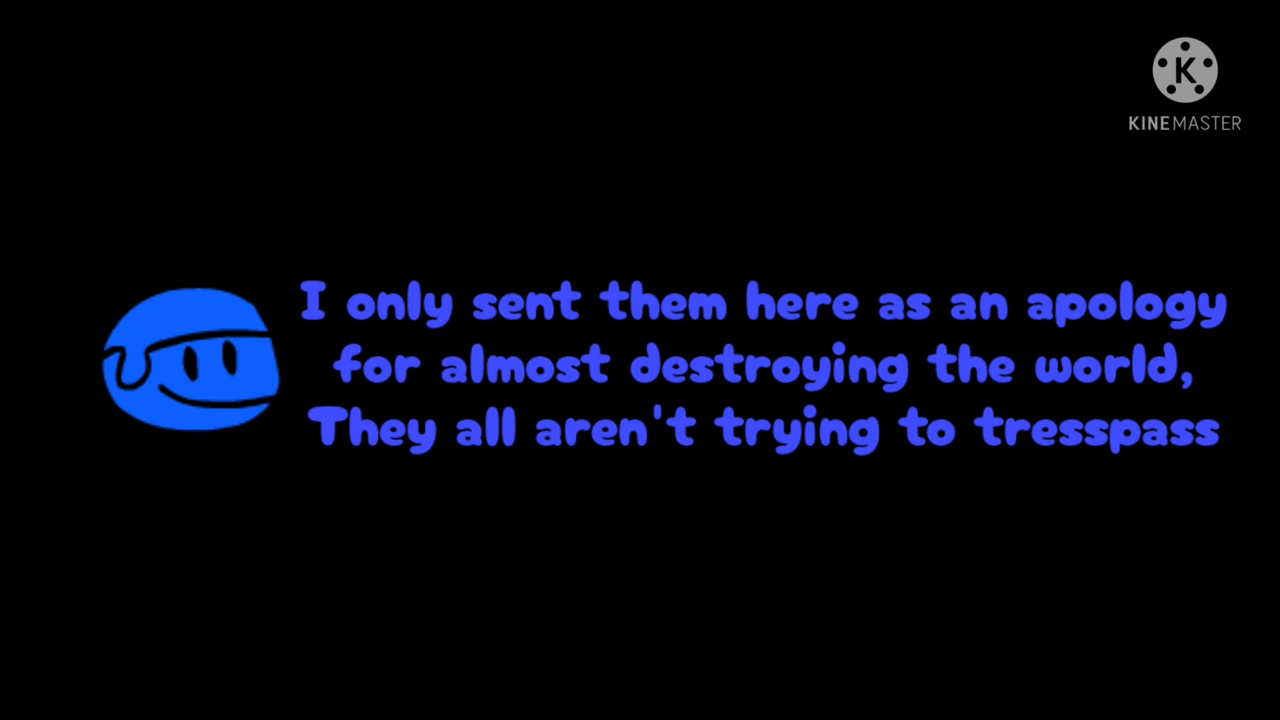 K
KINEMASTER
I only sent them here as an apology
for almost destroying the world,
They all aren't trying to tresspass